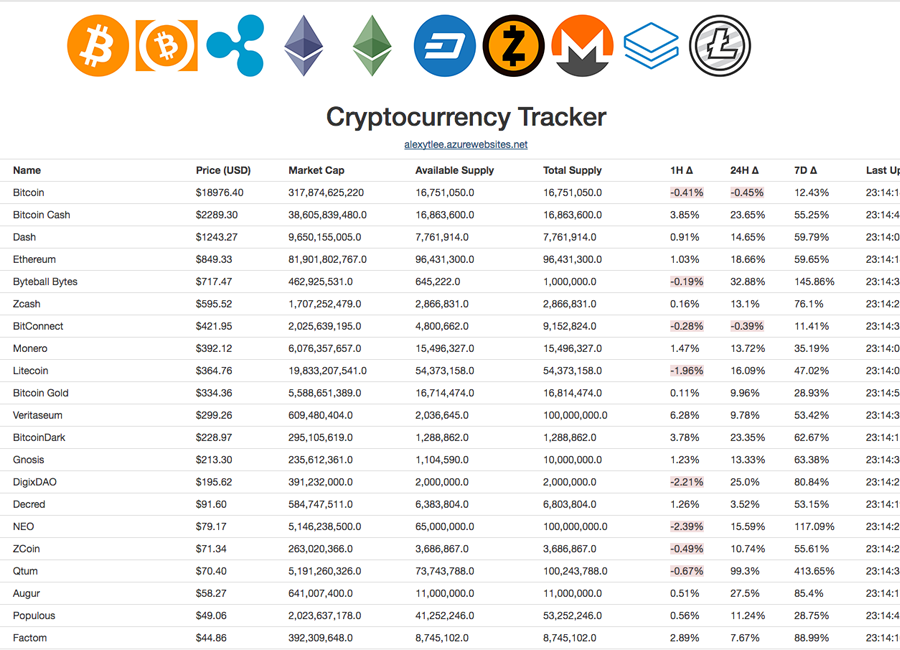 Cryptocurrency Tracker
alexytlee.azurewebsites.net
Name Price (USD) Market Cap Available Supply Total Supply 1H Δ 24H Δ 7D Δ Last Up
Bitcoin $18976.40 317,874,625,220 16,751,050.0 16,751,050.0 -0.41% -0.45% 12.43% 23:14:1
Bitcoin Cash $2289.30 38,605,839,480.0 16,863,600.0 16,863,600.0 3.85% 23.65% 55.25% 23:14:4
Dash $1243.27 9,650,155,005.0 7,761,914.0 7,761,914.0 0.91% 14.65% 59.79% 23:14:0
Ethereum $849.33 81,901,802,767.0 96,431,300.0 96,431,300.0 1.03% 18.66% 59.65% 23:14:1
Byteball Bytes $717.47 462,925,531.0 645,222.0 1,000,000.0 -0.19% 32.88% 145.86% 23:14:3
Zcash $595.52 1,707,252,479.0 2,866,831.0 2,866,831.0 0.16% 13.1% 76.1% 23:14:2
BitConnect $421.95 2,025,639,195.0 4,800,662.0 9,152,824.0 -0.28% -0.39% 11.41% 23:14:3
Monero $392.12 6,076,357,657.0 15,496,327.0 15,496,327.0 1.47% 13.72% 35.19% 23:14:0
Litecoin $364.76 19,833,207,541.0 54,373,158.0 54,373,158.0 -1.96% 16.09% 47.02% 23:14:0
Bitcoin Gold $334.36 5,588,651,389.0 16,714,474.0 16,814,474.0 0.11% 9.96% 28.93% 23:14:5
Veritaseum $299.26 609,480,404.0 2,036,645.0 100,000,000.0 6.28% 9.78% 53.42% 23:14:3
BitcoinDark $228.97 295,105,619.0 1,288,862.0 1,288,862.0 3.78% 23.35% 62.67% 23:14:1
Gnosis $213.30 235,612,361.0 1,104,590.0 10,000,000.0 1.23% 13.33% 63.38% 23:14:3
DigixDAO $195.62 391,232,000.0 2,000,000.0 2,000,000.0 -2.21% 25.0% 80.84% 23:14:2
Decred $91.60 584,747,511.0 6,383,804.0 6,803,804.0 1.26% 3.52% 53.15% 23:14:1
NEO $79.17 5,146,238,500.0 65,000,000.0 100,000,000.0 -2.39% 15.59% 117.09% 23:14:2
ZCoin $71.34 263,020,366.0 3,686,867.0 3,686,867.0 -0.49% 10.74% 55.61% 23:14:2
Qtum $70.40 5,191,260,326.0 73,743,788.0 100,243,788.0 -0.67% 99.3% 413.65% 23:14:3
Augur $58.27 641,007,400.0 11,000,000.0 11,000,000.0 0.51% 27.5% 85.4% 23:14:1
Populous $49.06 2,023,637,178.0 41,252,246.0 53,252,246.0 0.56% 11.24% 28.75% 23:14:4
Factom $44.86 392,309,648.0 8,745,102.0 8,745,102.0 2.89% 7.67% 88.99% 23:14:1